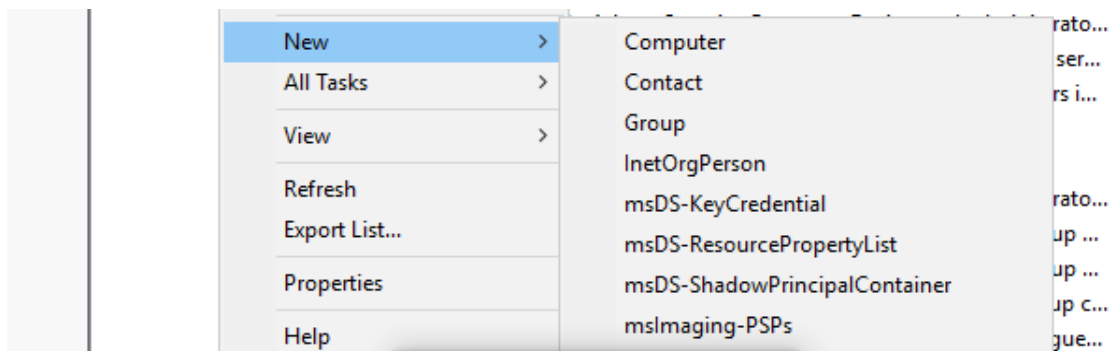 New
All Tasks
View
Refresh
Export List...
Properties
Help
Computer
Contact
Group
InetOrgPerson
msDS-KeyCredential
msDS-ResourcePropertyList
msDS-ShadowPrincipalContainer
msImaging-PSPs